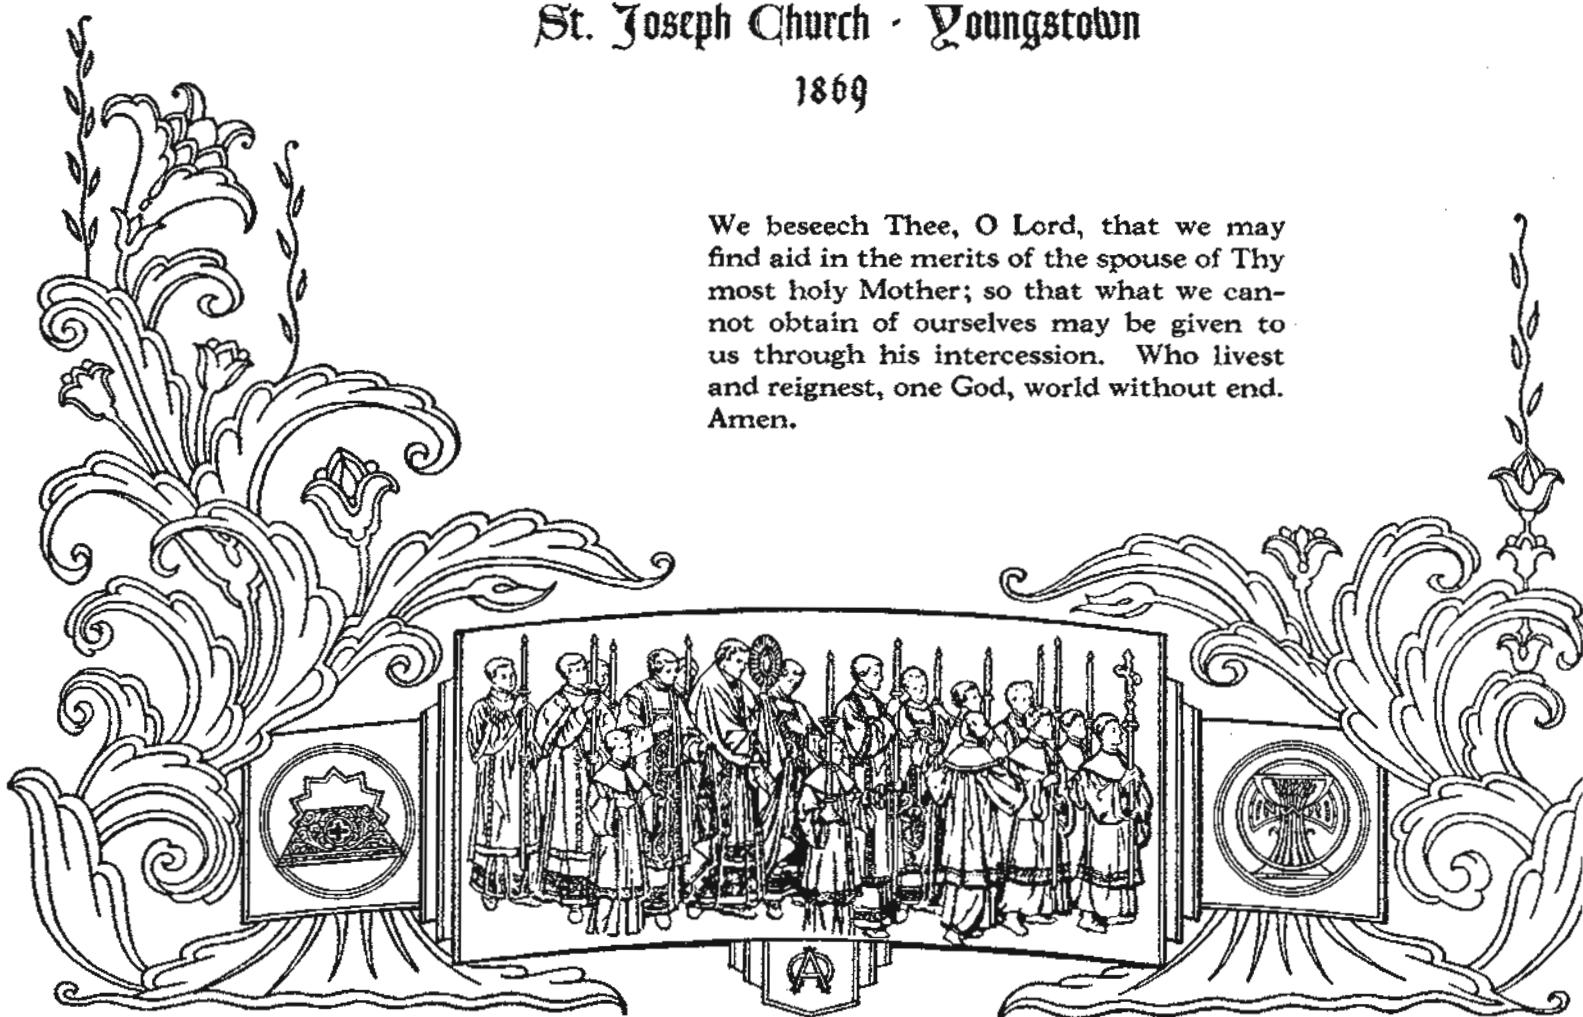 St. Joseph Church - Youngstown
1869
We beseech Thee, O Lord, that we may
find aid in the merits of the spouse of Thy
most holy Mother; so that what we can-
not obtain of ourselves may be given to
us through his intercession. Who livest
and reignest, one God, world without end.
Amen.